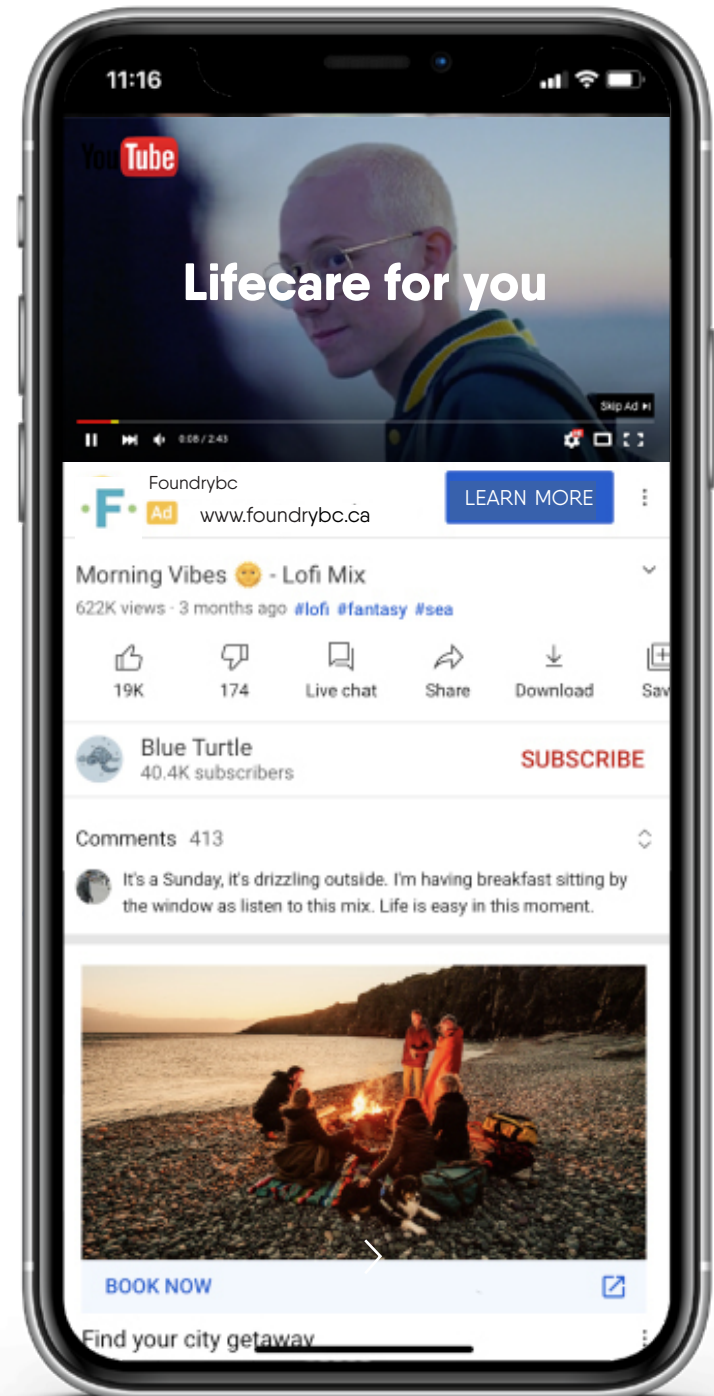 11:16
YouTube
Lifecare for you
Skip Ad
0:08 / 2:43
F
Foundrybc
Ad www.foundrybc.ca
LEARN MORE
Morning Vibes 🌞 - Lofi Mix
622K views · 3 months ago #lofi #fantasy #sea
19K 174 Live chat Share Download Sav
Blue Turtle
40.4K subscribers
SUBSCRIBE
Comments 413
It's a Sunday, it's drizzling outside. I'm having breakfast sitting by
the window as listen to this mix. Life is easy in this moment.
BOOK NOW
Find your city getaway